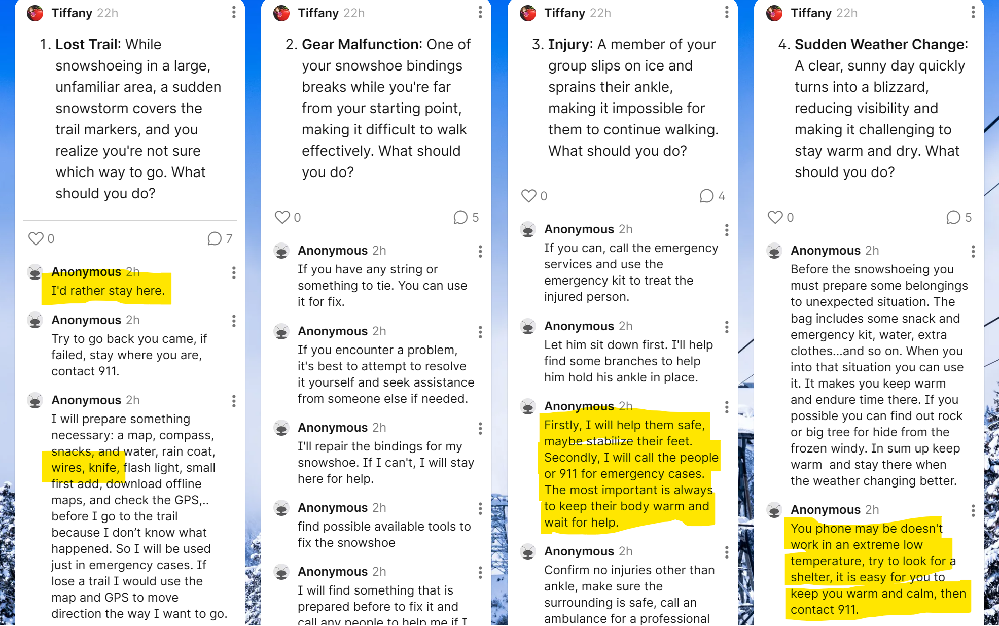 Tiffany 22h
1. Lost Trail: While
snowshoeing in a large,
unfamiliar area, a sudden
snowstorm covers the
trail markers, and you
realize you're not sure
which way to go. What
should you do?
0
7
Anonymous 2h
I'd rather stay here.
Anonymous 2h
Try to go back you came, if
failed, stay where you are,
contact 911.
Anonymous 2h
I will prepare something
necessary: a map, compass,
snacks, and water, rain coat,
wires, knife, flash light, small
first add, download offline
maps, and check the GPS,..
before I go to the trail
because I don’t know what
happened. So I will be used
just in emergency cases. If
lose a trail I would use the
map and GPS to move
direction the way I want to go.
Tiffany 22h
2. Gear Malfunction: One of
your snowshoe bindings
breaks while you're far
from your starting point,
making it difficult to walk
effectively. What should
you do?
0
5
Anonymous 2h
If you have any string or
something to tie. You can use
it for fix.
Anonymous 2h
If you encounter a problem,
it's best to attempt to resolve
it yourself and seek assistance
from someone else if needed.
Anonymous 2h
I'll repair the bindings for my
snowshoe. If I can't, I will stay
here for help.
Anonymous 2h
find possible available tools to
fix the snowshoe
Anonymous 2h
I will find something that is
prepared before to fix it and
call any people to help me if I
Tiffany 22h
3. Injury: A member of your
group slips on ice and
sprains their ankle,
making it impossible for
them to continue walking.
What should you do?
0
4
Anonymous 2h
If you can, call the emergency
services and use the
emergency kit to treat the
injured person.
Anonymous 2h
Let him sit down first. I'll help
find some branches to help
him hold his ankle in place.
Anonymous 2h
Firstly, I will help them safe,
maybe stabilize their feet.
Secondly, I will call the people
or 911 for emergency cases.
The most important is always
to keep their body warm and
wait for help.
Anonymous 2h
Confirm no injuries other than
ankle, make sure the
surrounding is safe, call an
ambulance for a professional
Tiffany 22h
4. Sudden Weather Change:
A clear, sunny day quickly
turns into a blizzard,
reducing visibility and
making it challenging to
stay warm and dry. What
should you do?
0
5
Anonymous 2h
Before the snowshoeing you
must prepare some belongings
to unexpected situation. The
bag includes some snack and
emergency kit, water, extra
clothes...and so on. When you
into that situation you can use
it. It makes you keep warm
and endure time there. If you
possible you can find out rock
or big tree for hide from the
frozen windy. In sum up keep
warm  and stay there when
the weather changing better.
Anonymous 2h
You phone may be doesn't
work in an extreme low
temperature, try to look for a
shelter, it is easy for you to
keep you warm and calm, then
contact 911.